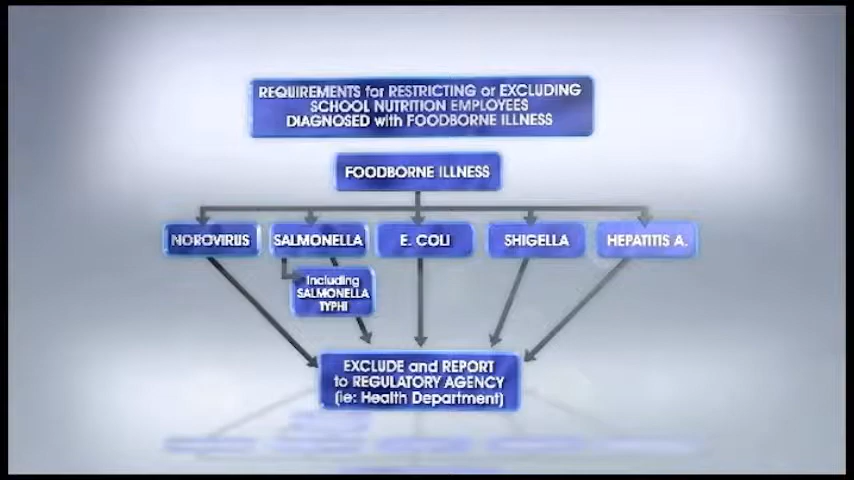 REQUIREMENTS for RESTRICTING or EXCLUDING
SCHOOL NUTRITION EMPLOYEES
DIAGNOSED with FOODBORNE ILLNESS
FOODBORNE ILLNESS
NOROVIRUS
SALMONELLA
E. COLI
SHIGELLA
HEPATITIS A.
Including
SALMONELLA
TYPHI
EXCLUDE and REPORT
to REGULATORY AGENCY
(ie: Health Department)